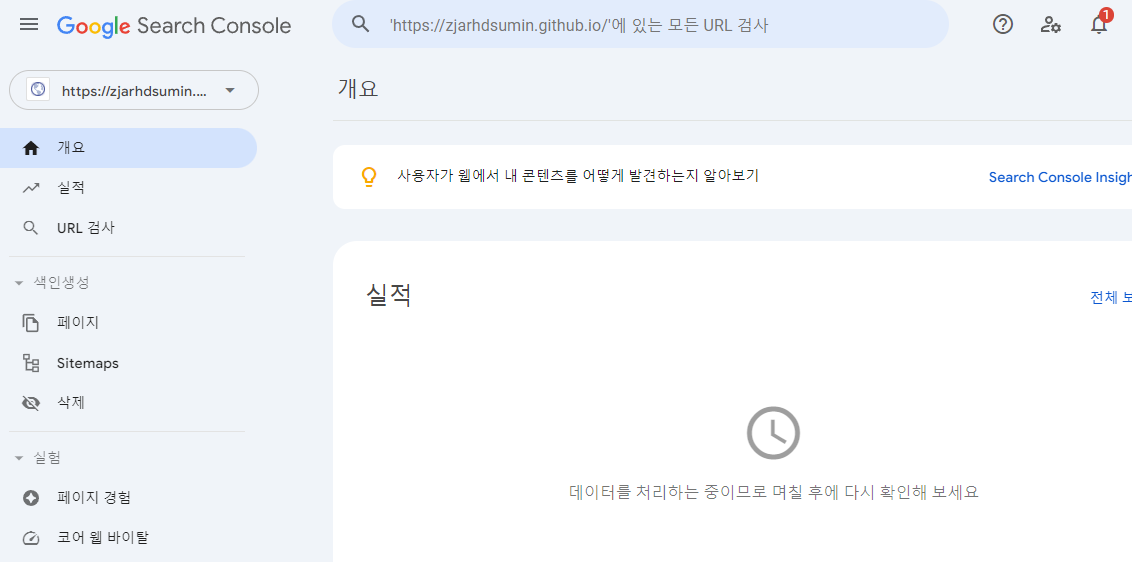 Google Search Console
'https://zjarhdsumin.github.io/'에 있는 모든 URL 검사
1
https://zjarhdsumin....
개요
개요
실적
URL 검사
색인생성
페이지
Sitemaps
삭제
실험
페이지 경험
코어 웹 바이탈
사용자가 웹에서 내 콘텐츠를 어떻게 발견하는지 알아보기
Search Console Insigh
실적
전체 보
데이터를 처리하는 중이므로 며칠 후에 다시 확인해 보세요